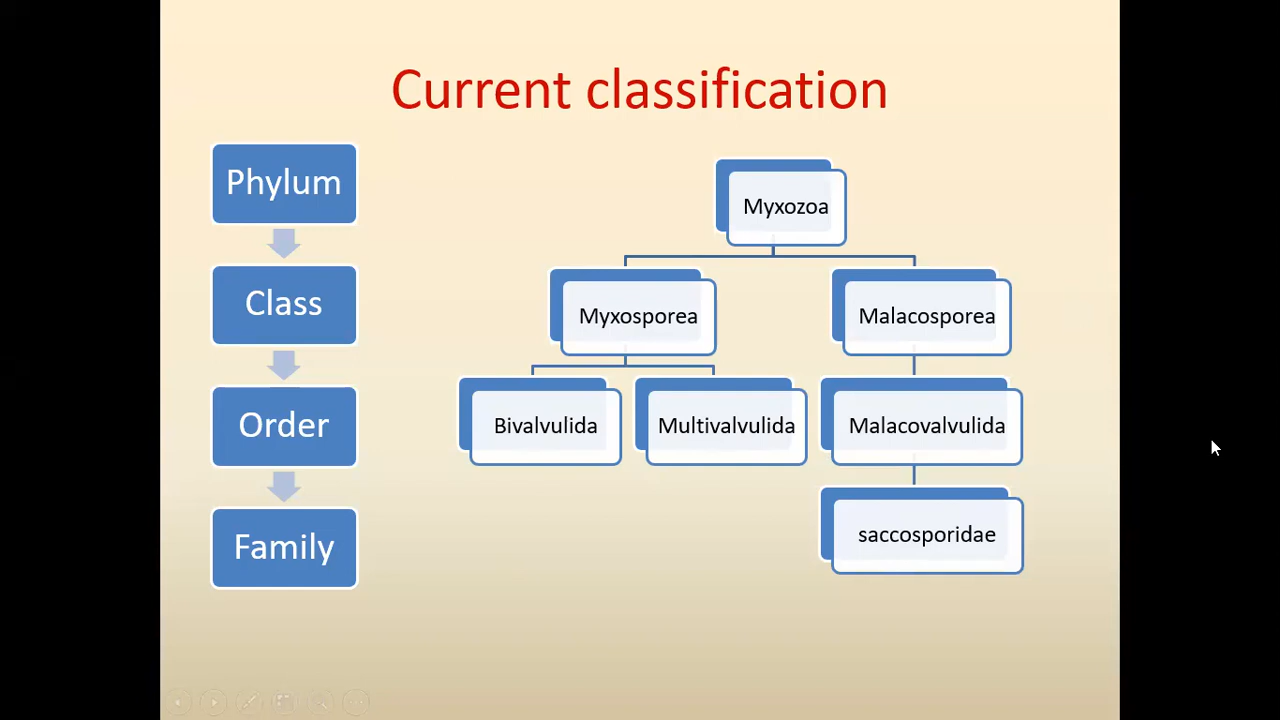 Current classification
Phylum
Class
Order
Family
Myxozoa
Myxosporea
Malacosporea
Bivalvulida
Multivalvulida
Malacovalvulida
saccosporidae